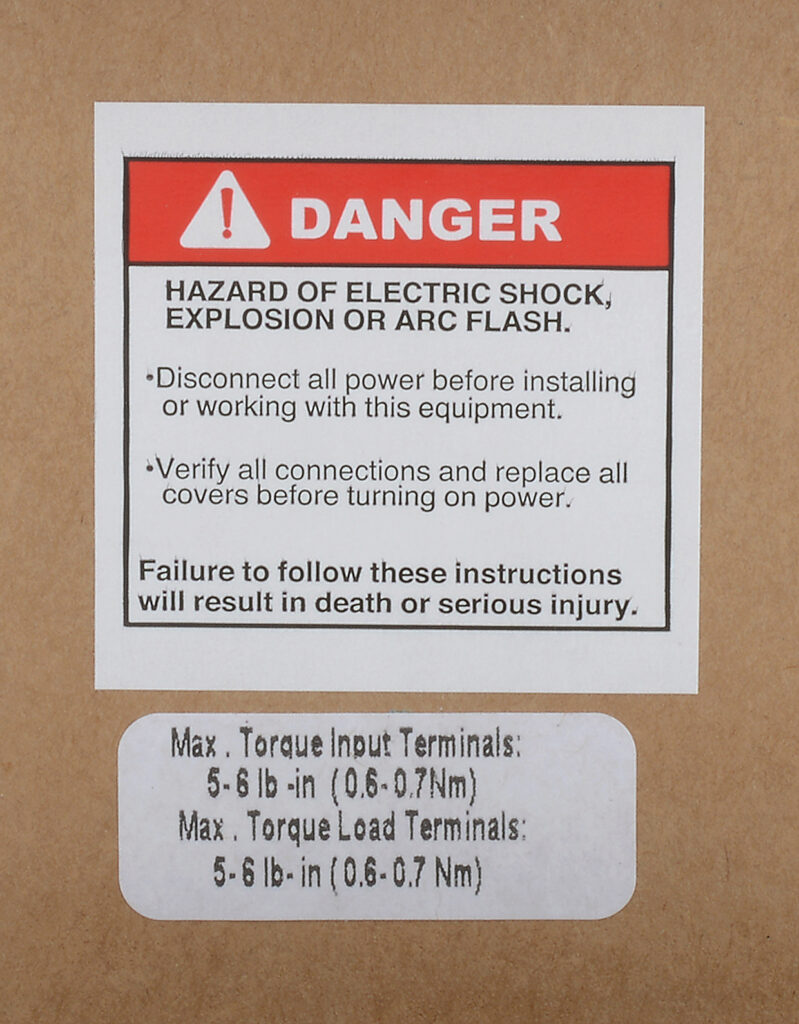 DANGER
HAZARD OF ELECTRIC SHOCK,
EXPLOSION OR ARC FLASH.
•Disconnect all power before installing
or working with this equipment.
•Verify all connections and replace all
covers before turning on power.
Failure to follow these instructions
will result in death or serious injury.
Max . Torque Input Terminals:
5-6 lb -in (0.6-0.7Nm)
Max . Torque Load Terminals:
5-6 lb- in (0.6-0.7 Nm)